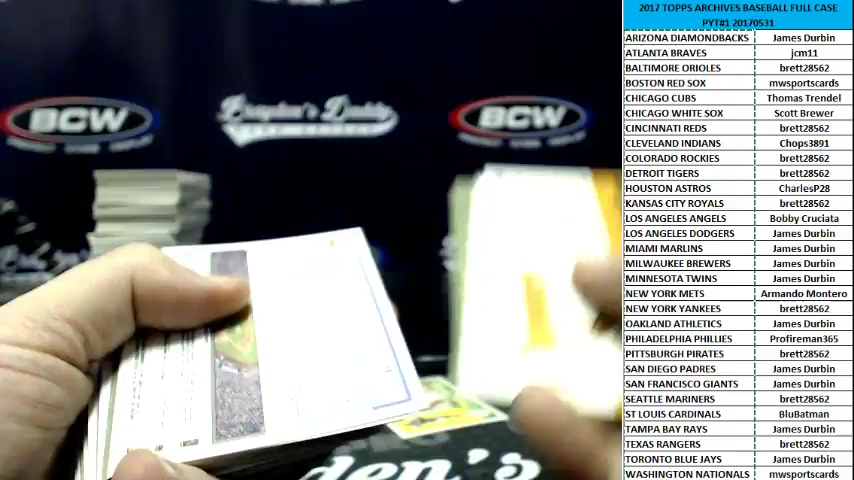 2017 TOPPS ARCHIVES BASEBALL FULL CASE
PYT#1 20170531
ARIZONA DIAMONDBACKS James Durbin
ATLANTA BRAVES jcm11
BALTIMORE ORIOLES brett28562
BOSTON RED SOX mwsportscards
CHICAGO CUBS Thomas Trendel
CHICAGO WHITE SOX Scott Brewer
CINCINNATI REDS brett28562
CLEVELAND INDIANS Chops3891
COLORADO ROCKIES brett28562
DETROIT TIGERS brett28562
HOUSTON ASTROS CharlesP28
KANSAS CITY ROYALS brett28562
LOS ANGELES ANGELS Bobby Cruciata
LOS ANGELES DODGERS James Durbin
MIAMI MARLINS James Durbin
MILWAUKEE BREWERS James Durbin
MINNESOTA TWINS James Durbin
NEW YORK METS Armando Montero
NEW YORK YANKEES brett28562
OAKLAND ATHLETICS James Durbin
PHILADELPHIA PHILLIES Profireman365
PITTSBURGH PIRATES brett28562
SAN DIEGO PADRES James Durbin
SAN FRANCISCO GIANTS James Durbin
SEATTLE MARINERS brett28562
ST LOUIS CARDINALS BluBatman
TAMPA BAY RAYS James Durbin
TEXAS RANGERS brett28562
TORONTO BLUE JAYS James Durbin
WASHINGTON NATIONALS mwsportscards
BCW
BCW
den's